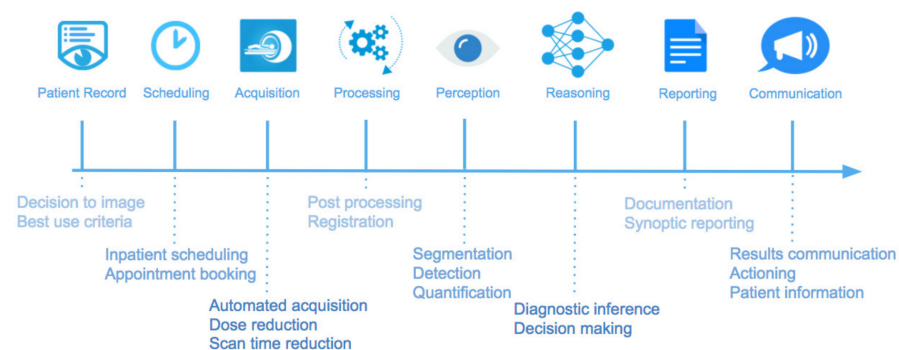 Patient Record
Scheduling
Acquisition
Processing
Perception
Reasoning
Reporting
Communication
Decision to image
Best use criteria
Inpatient scheduling
Appointment booking
Automated acquisition
Dose reduction
Scan time reduction
Post processing
Registration
Segmentation
Detection
Quantification
Diagnostic inference
Decision making
Documentation
Synoptic reporting
Results communication
Actioning
Patient information